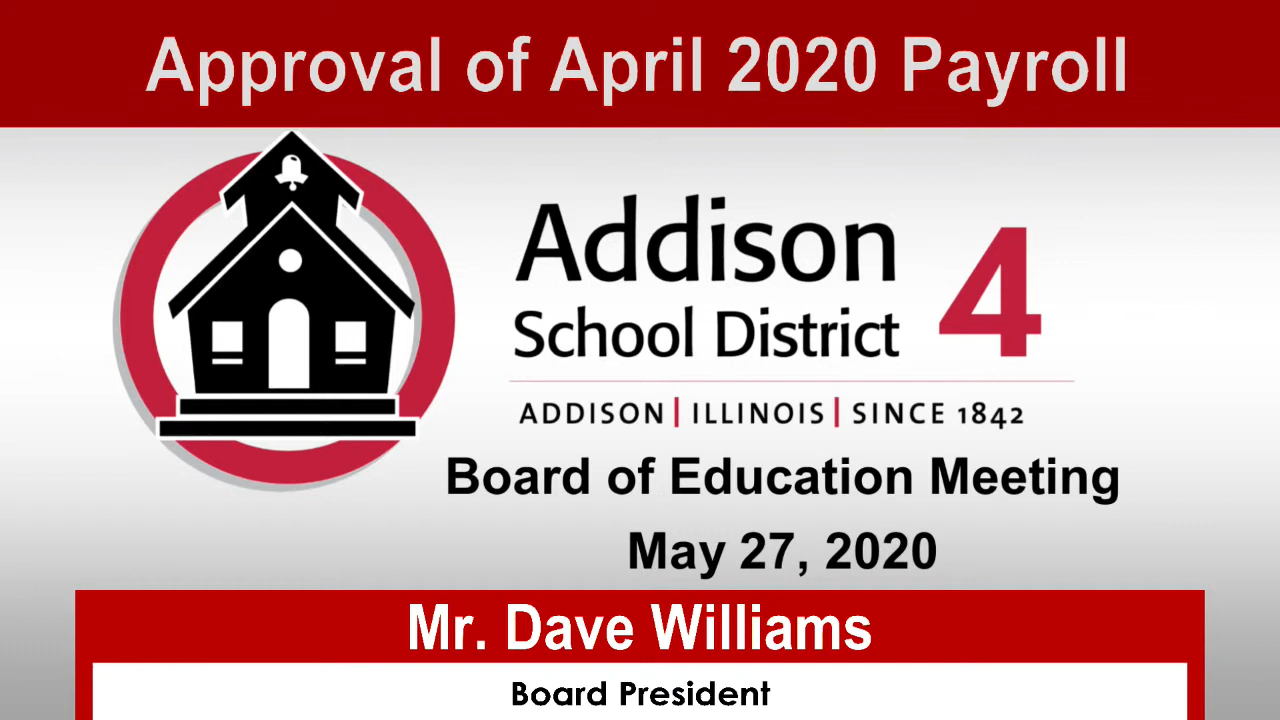 Approval of April 2020 Payroll
Addison
School District 4
ADDISON | ILLINOIS | SINCE 1842
Board of Education Meeting
May 27, 2020
Mr. Dave Williams
Board President